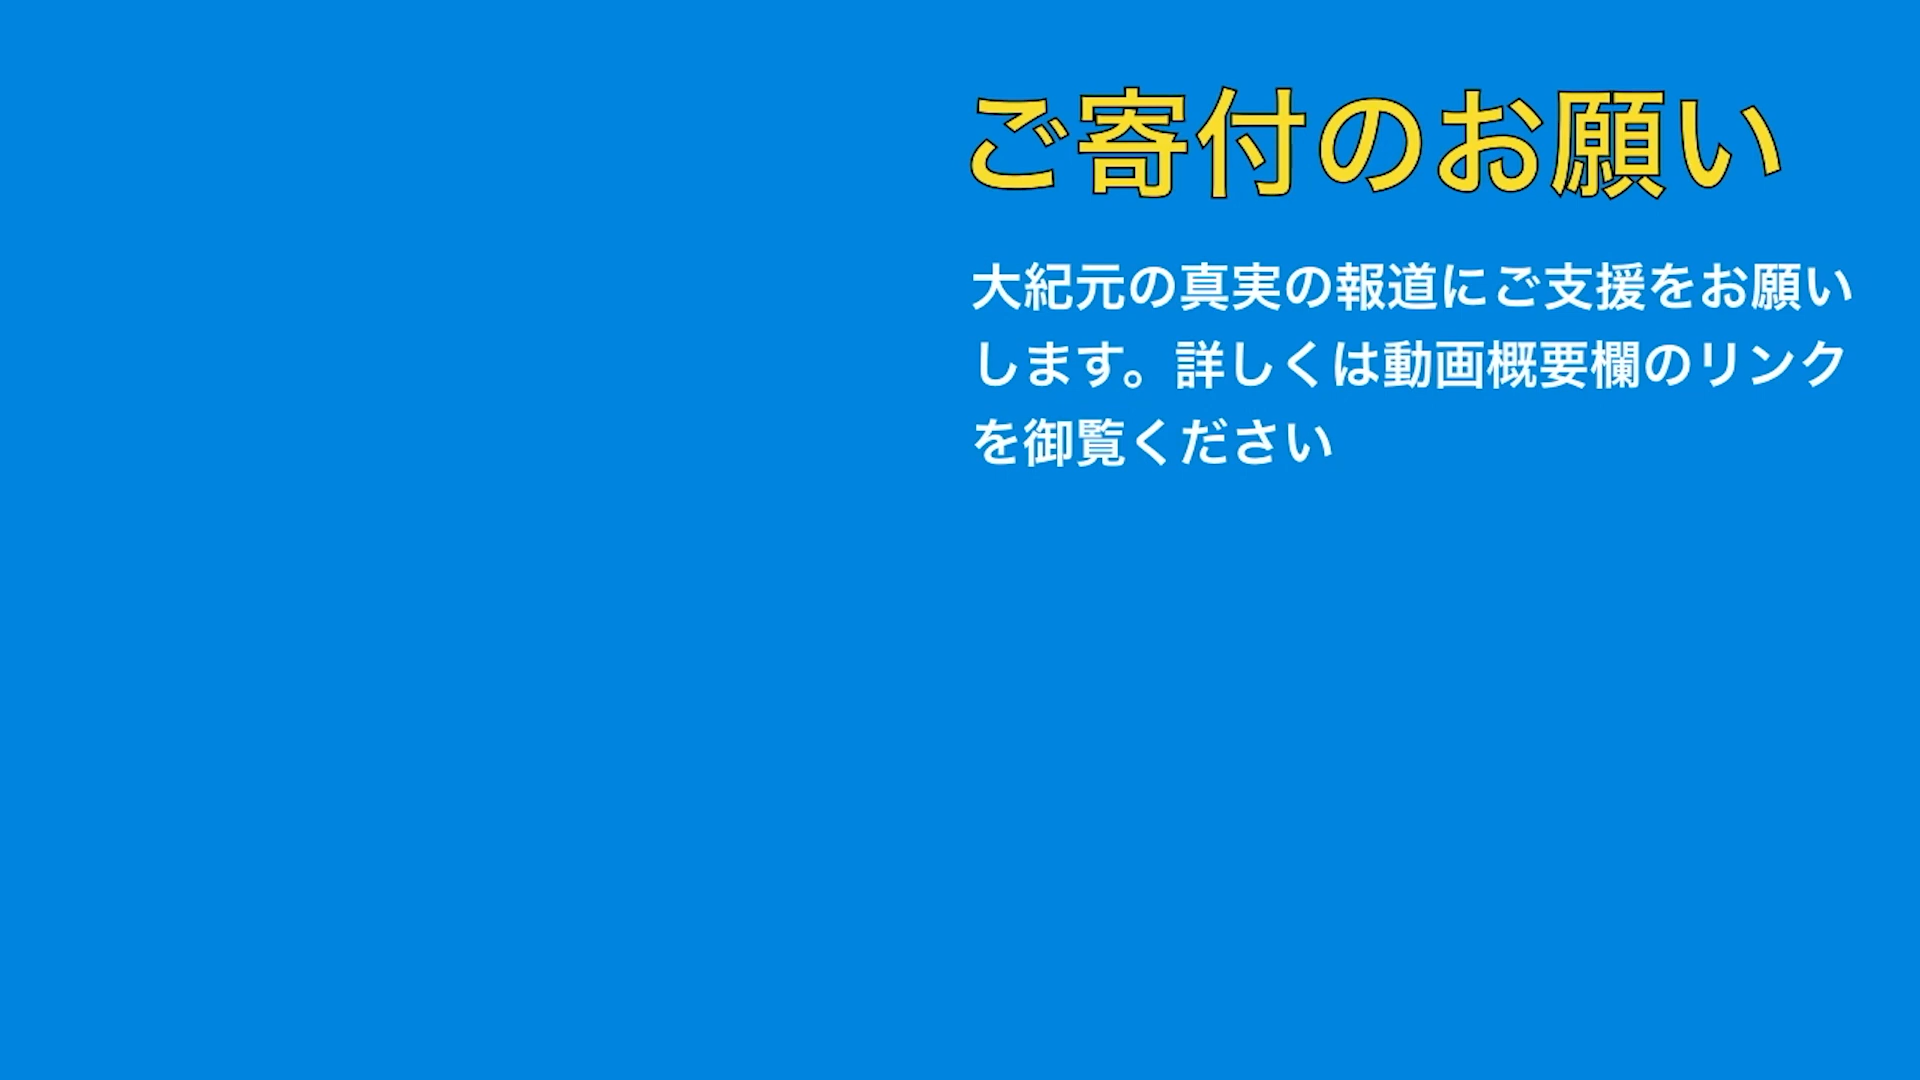 ご寄付のお願い
大紀元の真実の報道にご支援をお願い
します。詳しくは動画概要欄のリンク
を御覧ください